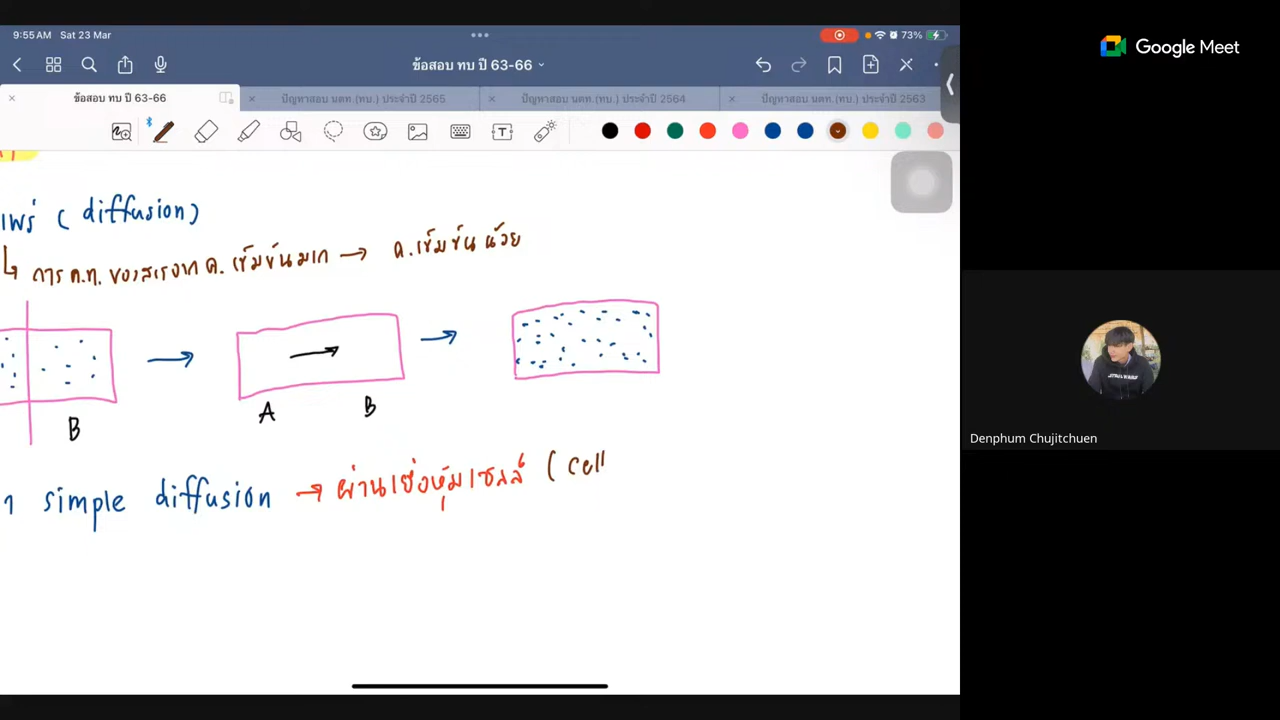 9:55 AM Sat 23 Mar
73%
Google Meet
ข้อสอบ ทบ ปี 63-66
ข้อสอบ ทบ ปี 63-66
ปัญหาสอบ นตท.(ทบ.) ประจำปี 2565
ปัญหาสอบ นตท.(ทบ.) ประจำปี 2564
ปัญหาสอบ นตท.(ทบ.) ประจำปี 2563
แพร่ (diffusion)
การ ค.ท. ของสารจาก ค. เข้มข้นมาก → ค.เข้มข้น น้อย
A
B
B
simple diffusion → ผ่านเยื่อหุ้มเซลล์ (cell
Denphum Chujitchuen